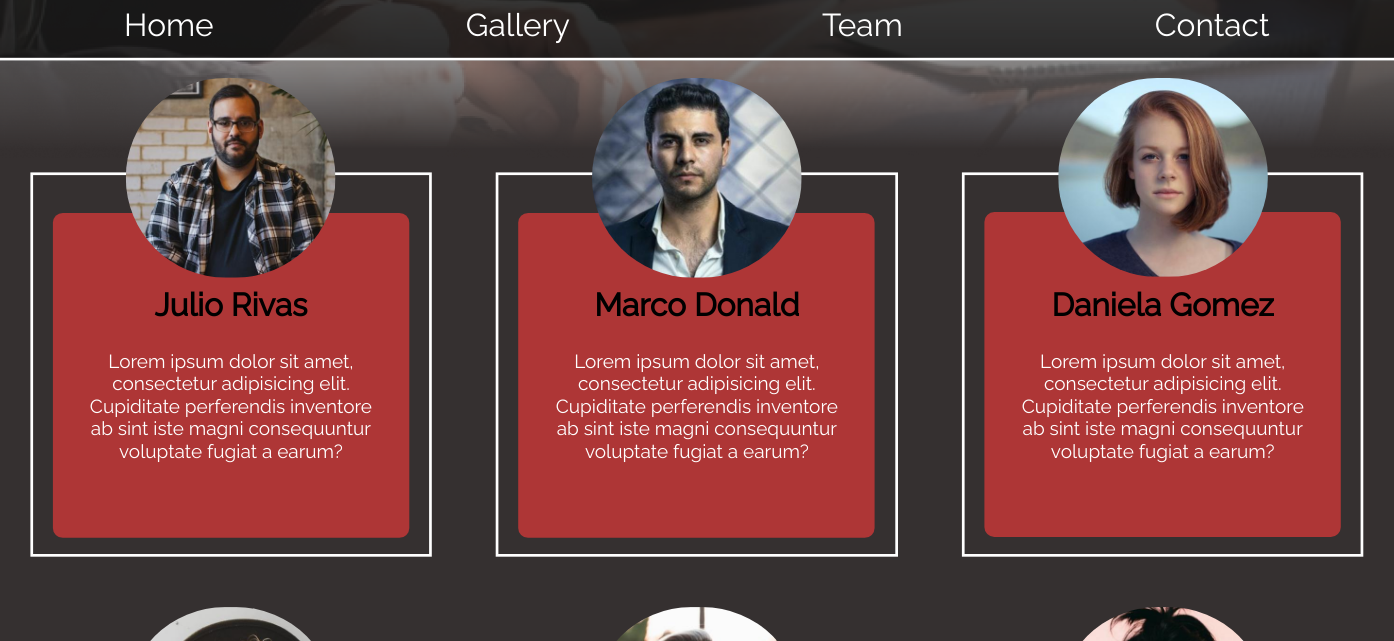 Home Gallery Team Contact
Julio Rivas
Lorem ipsum dolor sit amet,
consectetur adipisicing elit.
Cupiditate perferendis inventore
ab sint iste magni consequuntur
voluptate fugiat a earum?
Marco Donald
Lorem ipsum dolor sit amet,
consectetur adipisicing elit.
Cupiditate perferendis inventore
ab sint iste magni consequuntur
voluptate fugiat a earum?
Daniela Gomez
Lorem ipsum dolor sit amet,
consectetur adipisicing elit.
Cupiditate perferendis inventore
ab sint iste magni consequuntur
voluptate fugiat a earum?